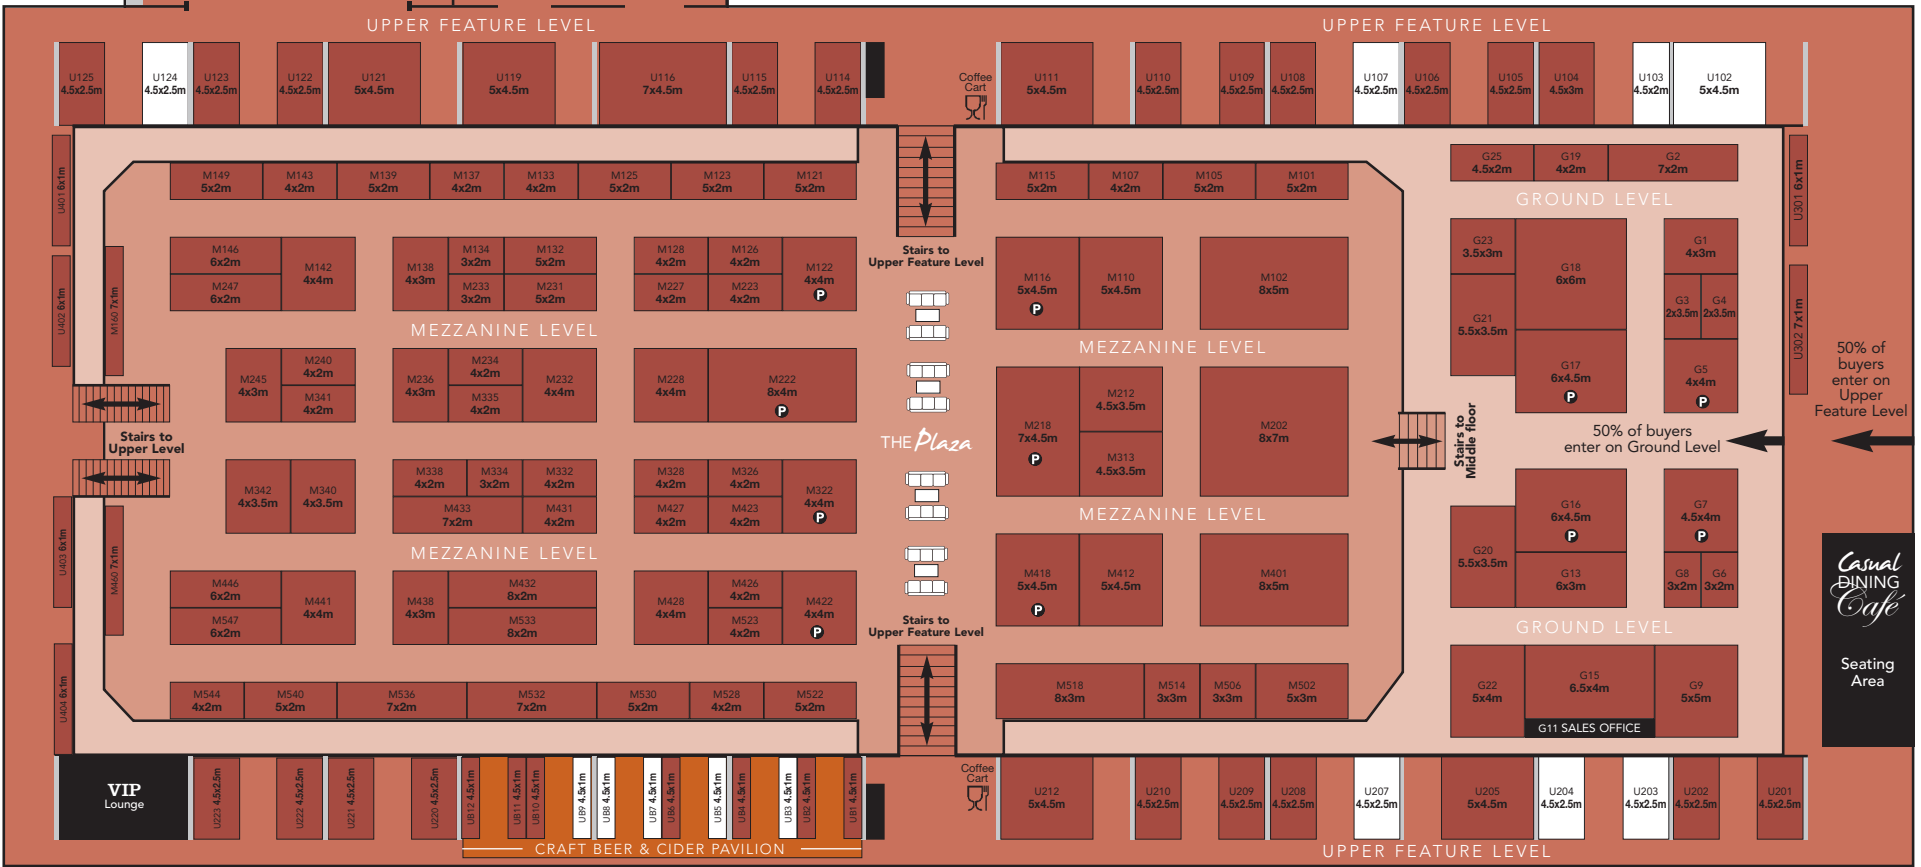 UPPER FEATURE LEVEL
UPPER FEATURE LEVEL
U125
4.5x2.5m
U124
4.5x2.5m
U123
4.5x2.5m
U122
4.5x2.5m
U121
5x4.5m
U119
5x4.5m
U116
7x4.5m
U115
4.5x2.5m
U114
4.5x2.5m
Coffee
Cart
U111
5x4.5m
U110
4.5x2.5m
U109
4.5x2.5m
U108
4.5x2.5m
U107
4.5x2.5m
U106
4.5x2.5m
U105
4.5x2.5m
U104
4.5x3m
U103
4.5x2m
U102
5x4.5m
U401 6x1m
U402 6x1m
M160 7x1m
M149
5x2m
M143
4x2m
M139
5x2m
M137
4x2m
M133
4x2m
M125
5x2m
M123
5x2m
M121
5x2m
M115
5x2m
M107
4x2m
M105
5x2m
M101
5x2m
G25
4.5x2m
G19
4x2m
G2
7x2m
GROUND LEVEL
U301 6x1m
U302 7x1m
M146
6x2m
M247
6x2m
M142
4x4m
M138
4x3m
M134
3x2m
M132
5x2m
M233
3x2m
M231
5x2m
M128
4x2m
M126
4x2m
M227
4x2m
M223
4x2m
M122
4x4m
P
Stairs to
Upper Feature Level
M116
5x4.5m
P
M110
5x4.5m
M102
8x5m
G23
3.5x3m
G21
5.5x3.5m
G18
6x6m
G17
6x4.5m
P
G1
4x3m
G3
2x3.5m
G4
2x3.5m
G5
4x4m
P
MEZZANINE LEVEL
MEZZANINE LEVEL
50% of
buyers
enter on
Upper
Feature Level
M245
4x3m
M240
4x2m
M341
4x2m
M236
4x3m
M234
4x2m
M335
4x2m
M232
4x4m
M228
4x4m
M222
8x4m
P
M218
7x4.5m
P
M212
4.5x3.5m
M313
4.5x3.5m
M202
8x7m
Stairs to
Upper Level
THE Plaza
Stairs to
Middle floor
50% of buyers
enter on Ground Level
M342
4x3.5m
M340
4x3.5m
M338
4x2m
M334
3x2m
M332
4x2m
M433
7x2m
M431
4x2m
M328
4x2m
M326
4x2m
M427
4x2m
M423
4x2m
M322
4x4m
P
MEZZANINE LEVEL
MEZZANINE LEVEL
G20
5.5x3.5m
G16
6x4.5m
P
G13
6x3m
G7
4.5x4m
P
G8
3x2m
G6
3x2m
U403 6x1m
M460 7x1m
U404 6x1m
M446
6x2m
M547
6x2m
M441
4x4m
M438
4x3m
M432
8x2m
M533
8x2m
M428
4x4m
M426
4x2m
M523
4x2m
M422
4x4m
P
Stairs to
Upper Feature Level
M418
5x4.5m
P
M412
5x4.5m
M401
8x5m
GROUND LEVEL
Casual
DINING
Café
Seating
Area
M544
4x2m
M540
5x2m
M536
7x2m
M532
7x2m
M530
5x2m
M528
4x2m
M522
5x2m
M518
8x3m
M514
3x3m
M506
3x3m
M502
5x3m
G22
5x4m
G15
6.5x4m
G9
5x5m
G11 SALES OFFICE
VIP
Lounge
U223 4.5x2.5m
U222 4.5x2.5m
U221 4.5x2.5m
U220 4.5x2.5m
UB12 4.5x1m
UB11 4.5x1m
UB10 4.5x1m
UB9 4.5x1m
UB8 4.5x1m
UB7 4.5x1m
UB6 4.5x1m
UB5 4.5x1m
UB4 4.5x1m
UB3 4.5x1m
UB2 4.5x1m
UB1 4.5x1m
Coffee
Cart
U212
5x4.5m
U210
4.5x2.5m
U209
4.5x2.5m
U208
4.5x2.5m
U207
4.5x2.5m
U205
5x4.5m
U204
4.5x2.5m
U203
4.5x2.5m
U202
4.5x2.5m
U201
4.5x2.5m
CRAFT BEER & CIDER PAVILION
UPPER FEATURE LEVEL